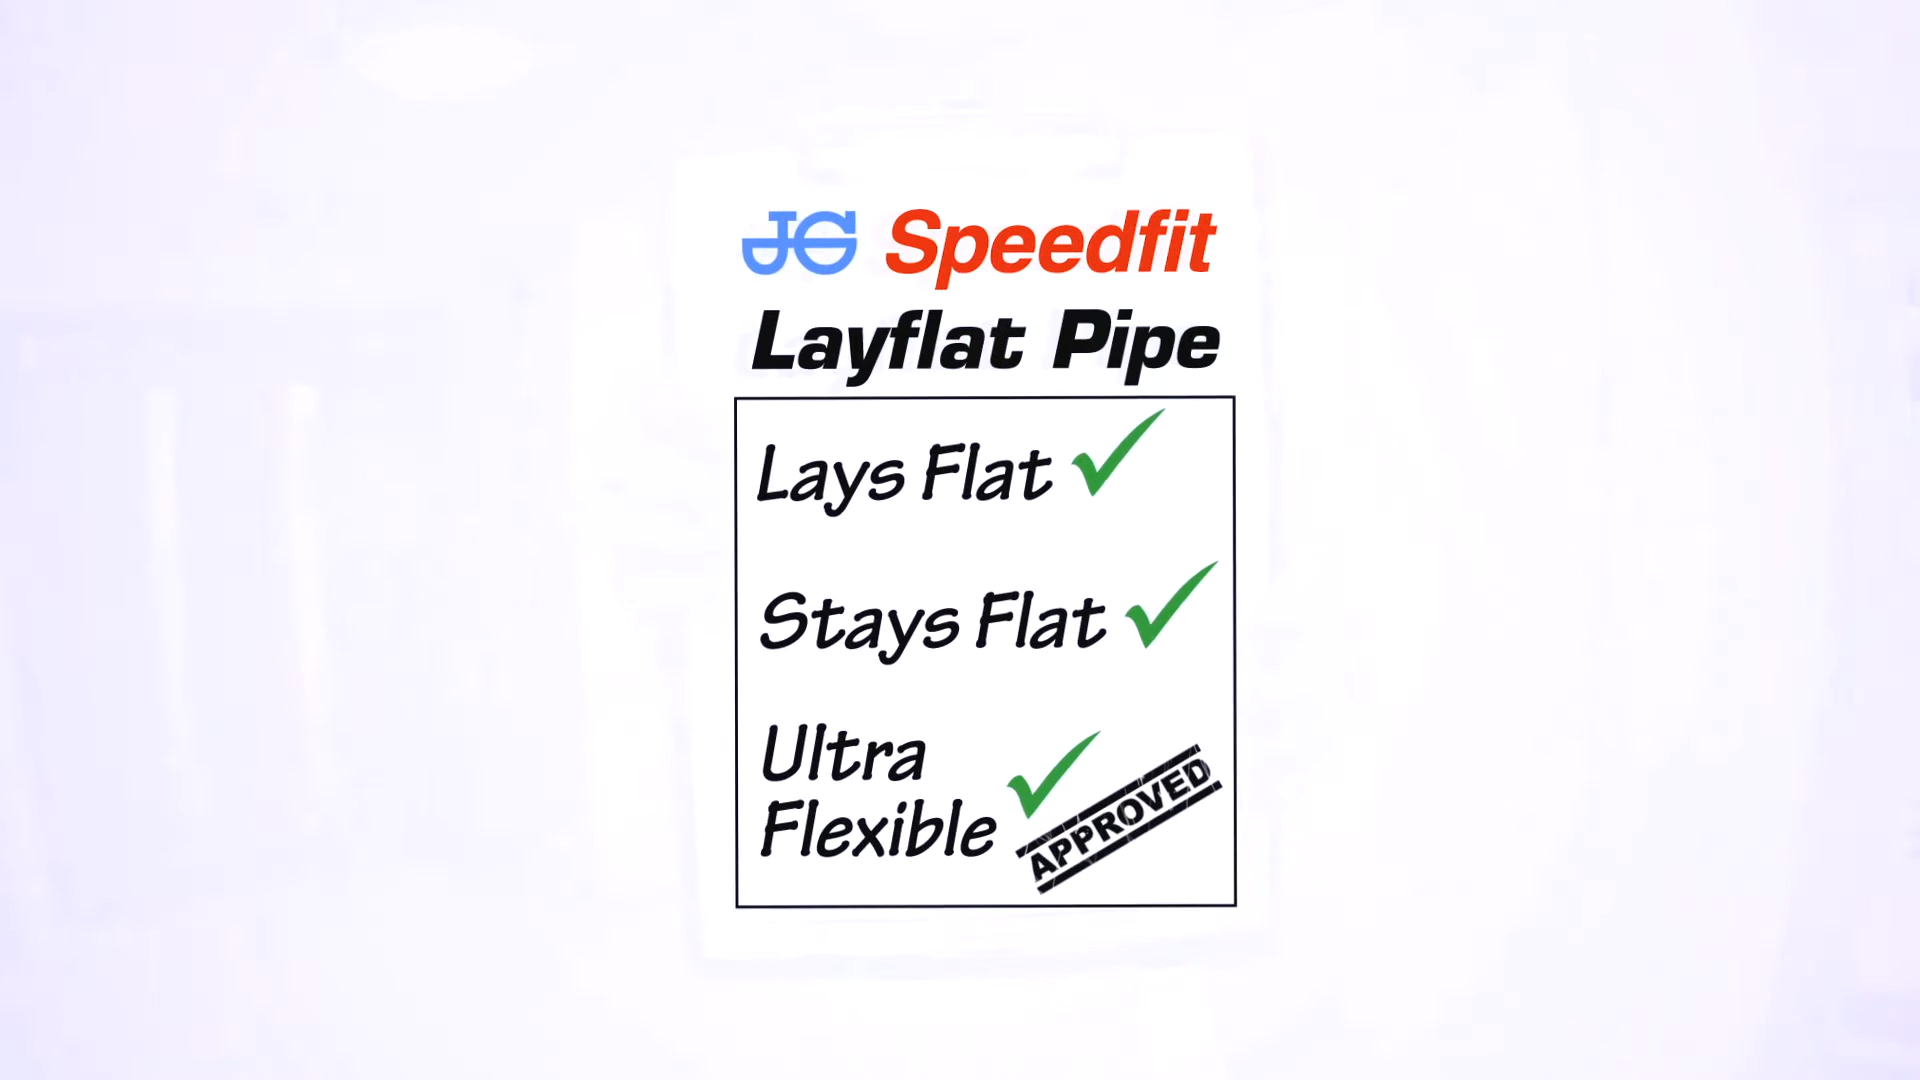 JG Speedfit
Layflat Pipe
Lays Flat
Stays Flat
Ultra
Flexible
APPROVED